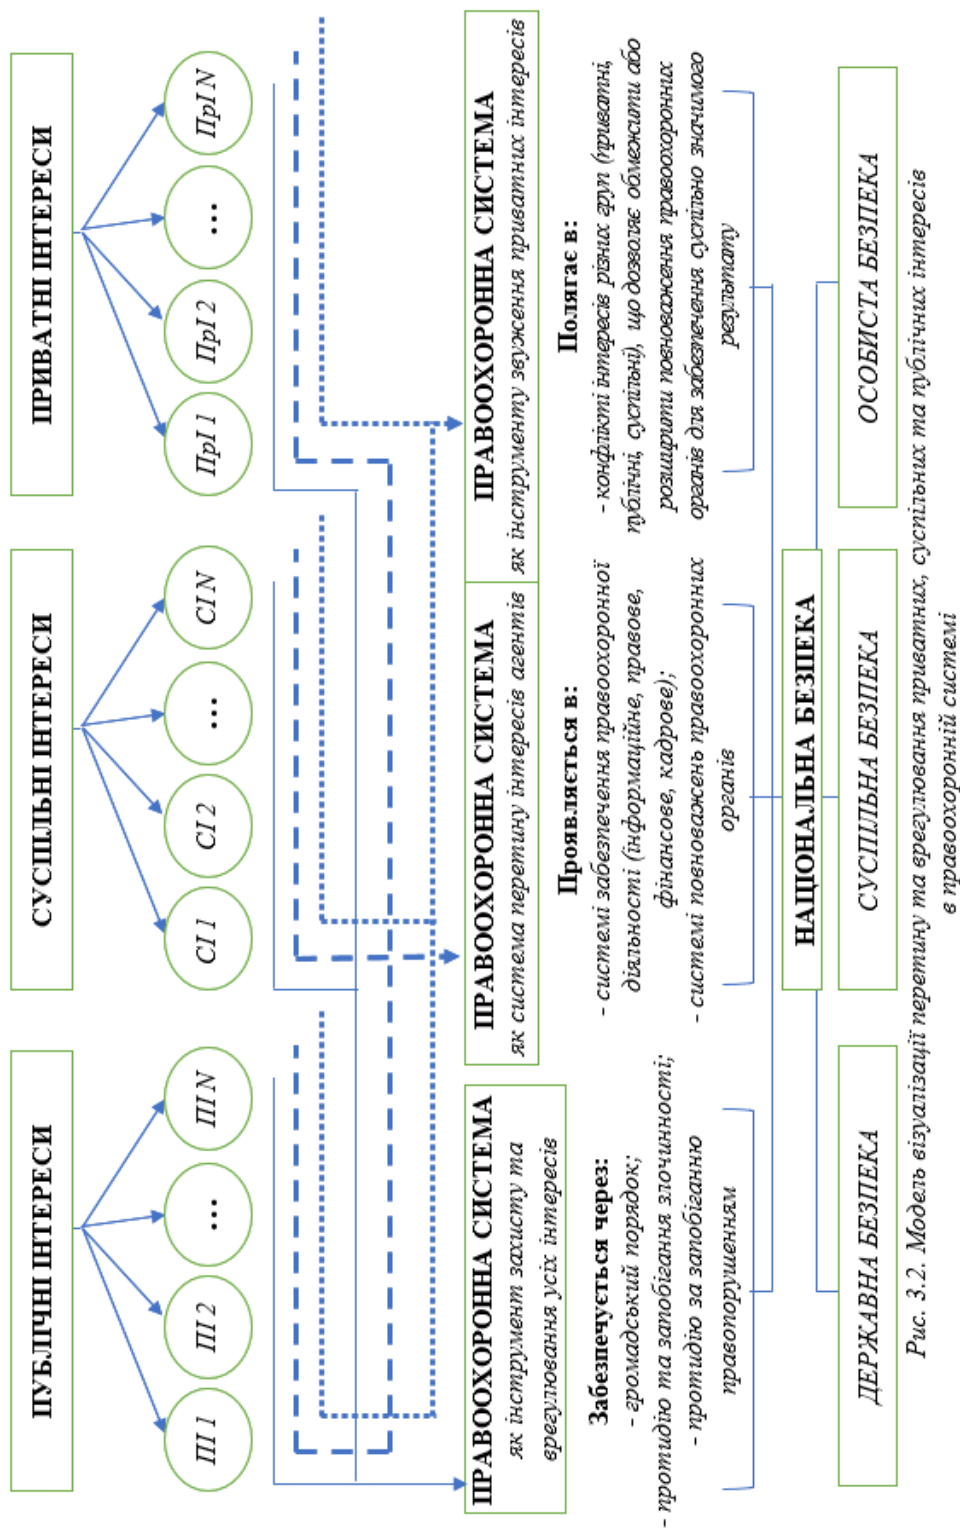 ПУБЛІЧНІ ІНТЕРЕСИ
СУСПІЛЬНІ ІНТЕРЕСИ
ПРИВАТНІ ІНТЕРЕСИ
ПІ 1
ПІ 2
...
ПІ N
СІ 1
СІ 2
...
СІ N
ПрІ 1
ПрІ 2
...
ПрІ N
ПРАВООХОРОННА СИСТЕМА
як інструмент захисту та
врегулювання усіх інтересів
ПРАВООХОРОННА СИСТЕМА
як система перетину інтересів агентів
ПРАВООХОРОННА СИСТЕМА
як інструменту звуження приватних інтересів
Забезпечується через:
- громадський порядок;
- протидію та запобігання злочинності;
- протидію за запобіганню
правопорушенням
Проявляється в:
- системі забезпечення правоохоронної
діяльності (інформаційне, правове,
фінансове, кадрове);
- системі повноважень правоохоронних
органів
Полягає в:
- конфлікті інтересів різних груп (приватні,
публічні, суспільні), що дозволяє обмежити або
розширити повноваження правоохоронних
органів для забезпечення суспільно значимого
результату
НАЦІОНАЛЬНА БЕЗПЕКА
ДЕРЖАВНА БЕЗПЕКА
СУСПІЛЬНА БЕЗПЕКА
ОСОБИСТА БЕЗПЕКА
Рис. 3.2. Модель візуалізації перетину та врегулювання приватних, суспільних та публічних інтересів
в правоохоронній системі